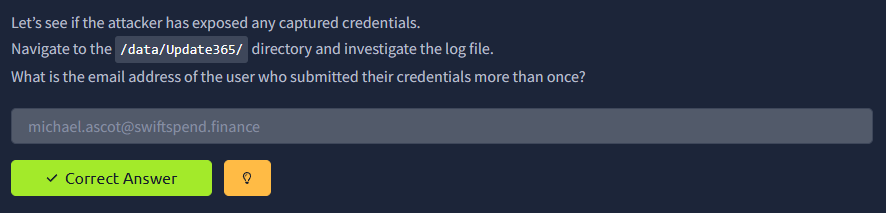 Let's see if the attacker has exposed any captured credentials.
Navigate to the /data/Update365/ directory and investigate the log file.
What is the email address of the user who submitted their credentials more than once?
michael.ascot@swiftspend.finance
✓ Correct Answer